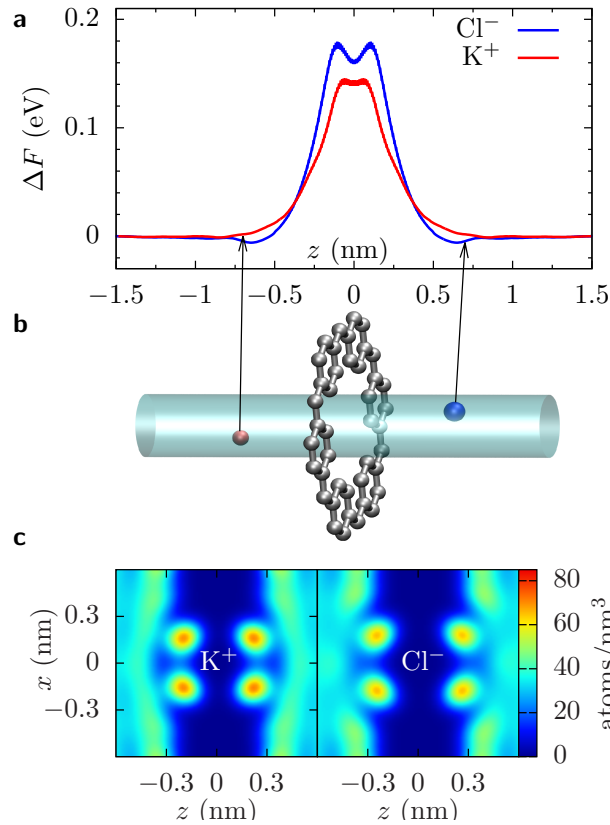 a
0.2
0.1
0
ΔF (eV)
Cl⁻
K⁺
z (nm)
−1.5 −1 −0.5 0 0.5 1 1.5
b
c
x (nm)
0.3
0
−0.3
K⁺
Cl⁻
−0.3 0 0.3
−0.3 0 0.3
z (nm)
z (nm)
80
60
40
20
0
atoms/nm³